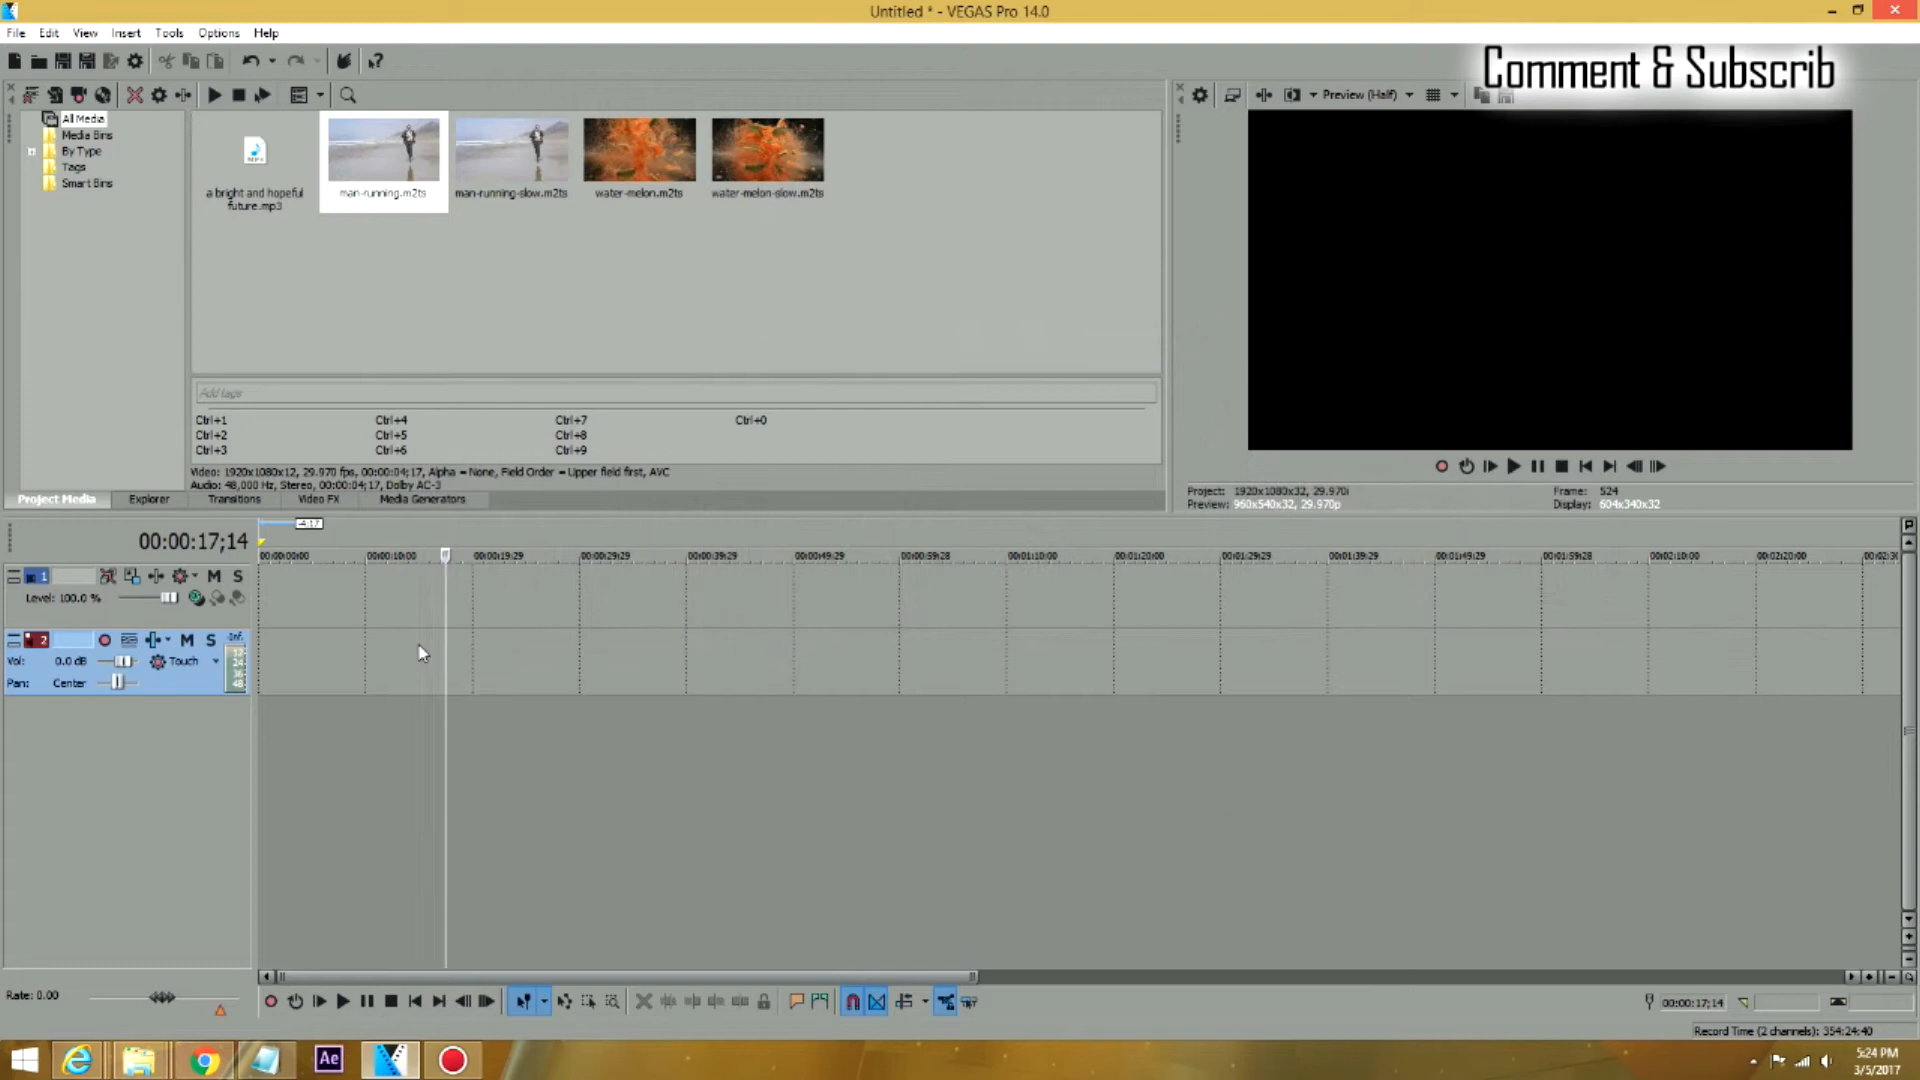 Untitled * - VEGAS Pro 14.0
File Edit View Insert Tools Options Help
Comment & Subscrib
Preview (Half)
All Media
Media Bins
By Type
Tags
Smart Bins
a bright and hopeful
future.mp3
man-running.m2ts
man-running-slow.m2ts
water-melon.m2ts
water-melon-slow.m2ts
Add tags
Ctrl+1 Ctrl+4 Ctrl+7 Ctrl+0
Ctrl+2 Ctrl+5 Ctrl+8
Ctrl+3 Ctrl+6 Ctrl+9
Video: 1920x1080x12, 29.970 fps, 00:00:04;17, Alpha = None, Field Order = Upper field first, AVC
Audio: 48,000 Hz, Stereo, 00:00:04;17, Dolby AC-3
Project Media Explorer Transitions Video FX Media Generators
Project: 1920x1080x32, 29.970i
Frame: 524
Preview: 960x540x32, 29.970p
Display: 604x340x32
-4:17
00:00:17;14
00:00:00:00 00:00:10:00 00:00:19:29 00:00:29:29 00:00:39:29 00:00:49:29 00:00:59:28 00:01:10:00 00:01:20:00 00:01:29:29 00:01:39:29 00:01:49:29 00:01:59:28 00:02:10:00 00:02:20:00 00:02:30
1 M S
Level: 100.0 %
2 M S -Inf.
Vol: 0.0 dB Touch
Pan: Center
12
24
36
48
Rate: 0.00
00:00:17;14
Record Time (2 channels): 354:24:40
Ae
5:24 PM
3/5/2017